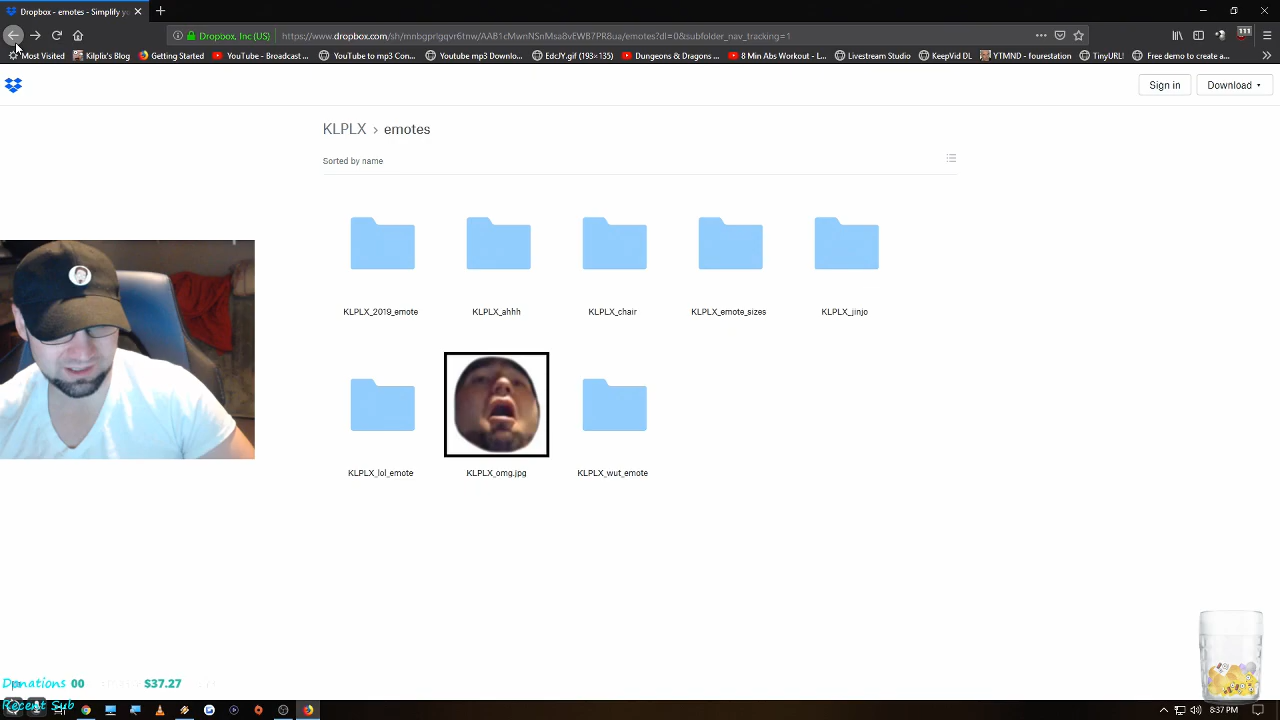 Dropbox - emotes - Simplify yo
111
Dropbox, Inc (US)
https://www.dropbox.com/sh/mnbgprlgqvr6tnw/AAB1cMwnNSnMsa8vEWB7PR8ua/emotes?dl=0&subfolder_nav_tracking=1
Most Visited Kilplix's Blog Getting Started YouTube - Broadcast ... YouTube to mp3 Con... Youtube mp3 Downlo... EdcJY.gif (193×135) Dungeons & Dragons ... 8 Min Abs Workout - L... Livestream Studio KeepVid DL YTMND - fourestation TinyURL! Free demo to create a...
Sign in Download
KLPLX > emotes
Sorted by name
KLPLX_2019_emote KLPLX_ahhh KLPLX_chair KLPLX_emote_sizes KLPLX_jinjo
KLPLX_lol_emote KLPLX_omg.jpg KLPLX_wut_emote
Donations 00 $37.27
Recent Sub
8:37 PM